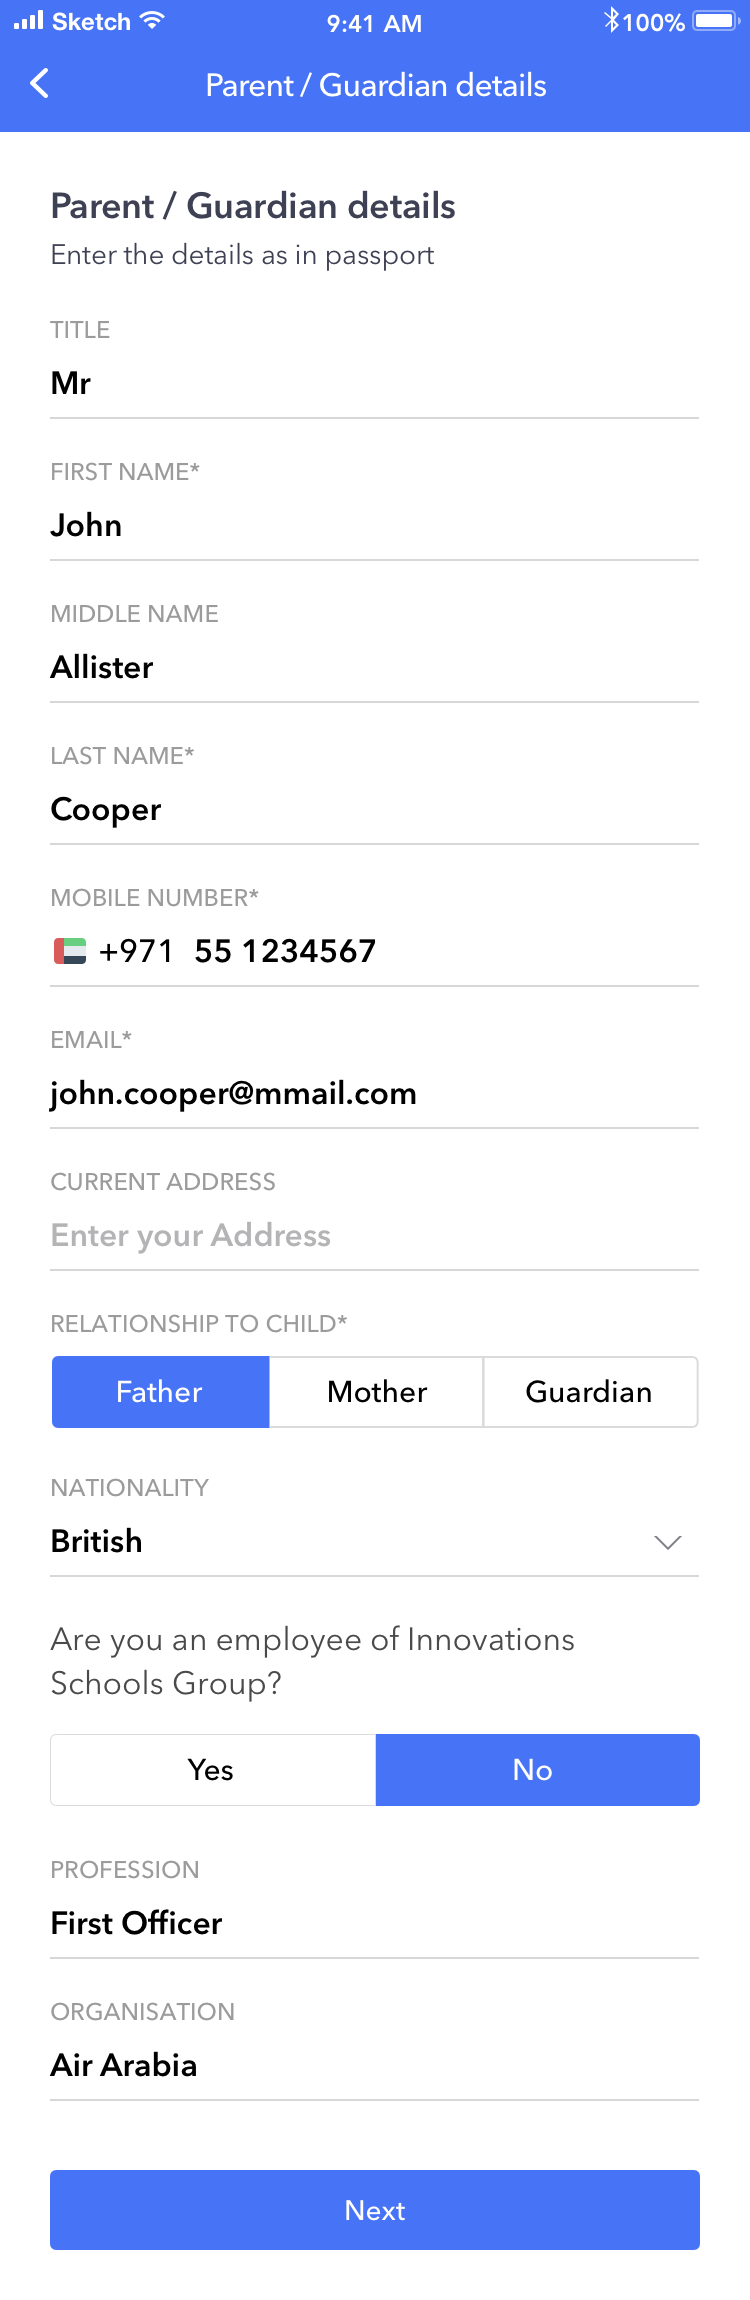 Sketch 9:41 AM 100%
Parent / Guardian details
Parent / Guardian details
Enter the details as in passport
TITLE
Mr
FIRST NAME*
John
MIDDLE NAME
Allister
LAST NAME*
Cooper
MOBILE NUMBER*
+971 55 1234567
EMAIL*
john.cooper@mmail.com
CURRENT ADDRESS
Enter your Address
RELATIONSHIP TO CHILD*
Father Mother Guardian
NATIONALITY
British
Are you an employee of Innovations
Schools Group?
Yes No
PROFESSION
First Officer
ORGANISATION
Air Arabia
Next